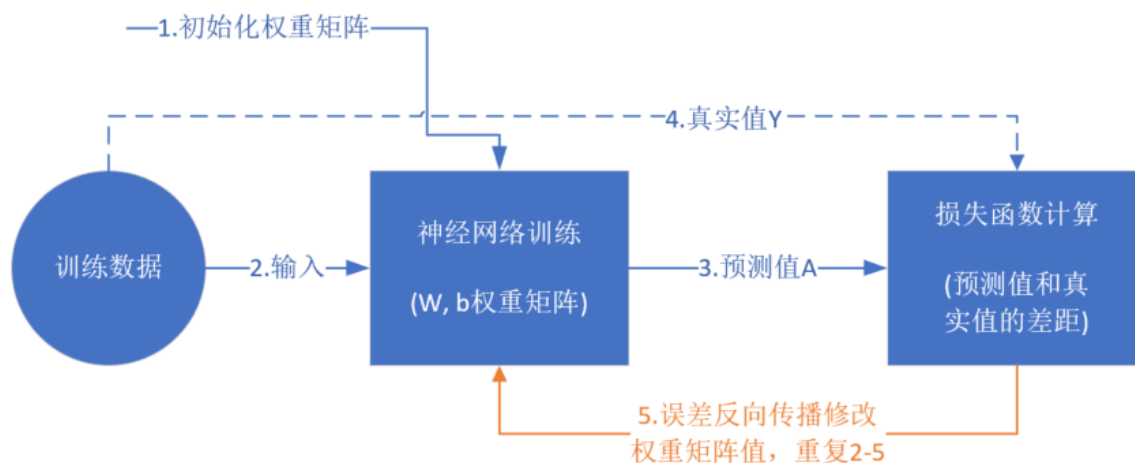 1.初始化权重矩阵
4.真实值Y
训练数据
2.输入
神经网络训练
(W, b权重矩阵)
3.预测值A
损失函数计算
(预测值和真
实值的差距)
5.误差反向传播修改
权重矩阵值，重复2-5